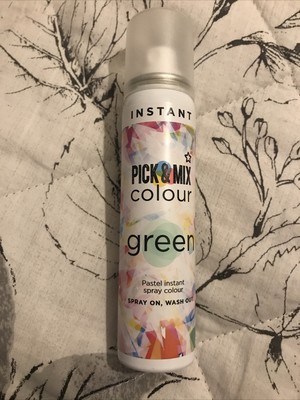 INSTANT
PICK & MIX
colour
green
Pastel instant
spray colour
SPRAY ON, WASH OUT